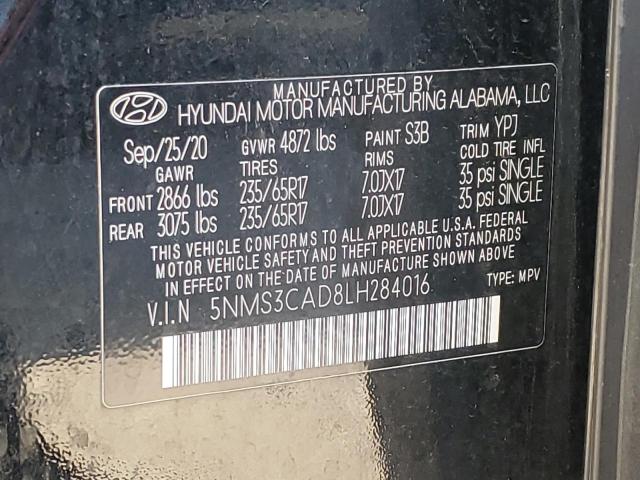 MANUFACTURED BY
HYUNDAI MOTOR MANUFACTURING ALABAMA, LLC
Sep/25/20 GVWR 4872 lbs PAINT S3B TRIM YPJ
GAWR TIRES RIMS COLD TIRE INFL
FRONT 2866 lbs 235/65R17 7.0JX17 35 psi SINGLE
REAR 3075 lbs 235/65R17 7.0JX17 35 psi SINGLE
THIS VEHICLE CONFORMS TO ALL APPLICABLE U.S.A. FEDERAL
MOTOR VEHICLE SAFETY AND THEFT PREVENTION STANDARDS
IN EFFECT ON THE DATE OF MANUFACTURE SHOWN ABOVE.
V.I.N 5NMS3CAD8LH284016 TYPE: MPV